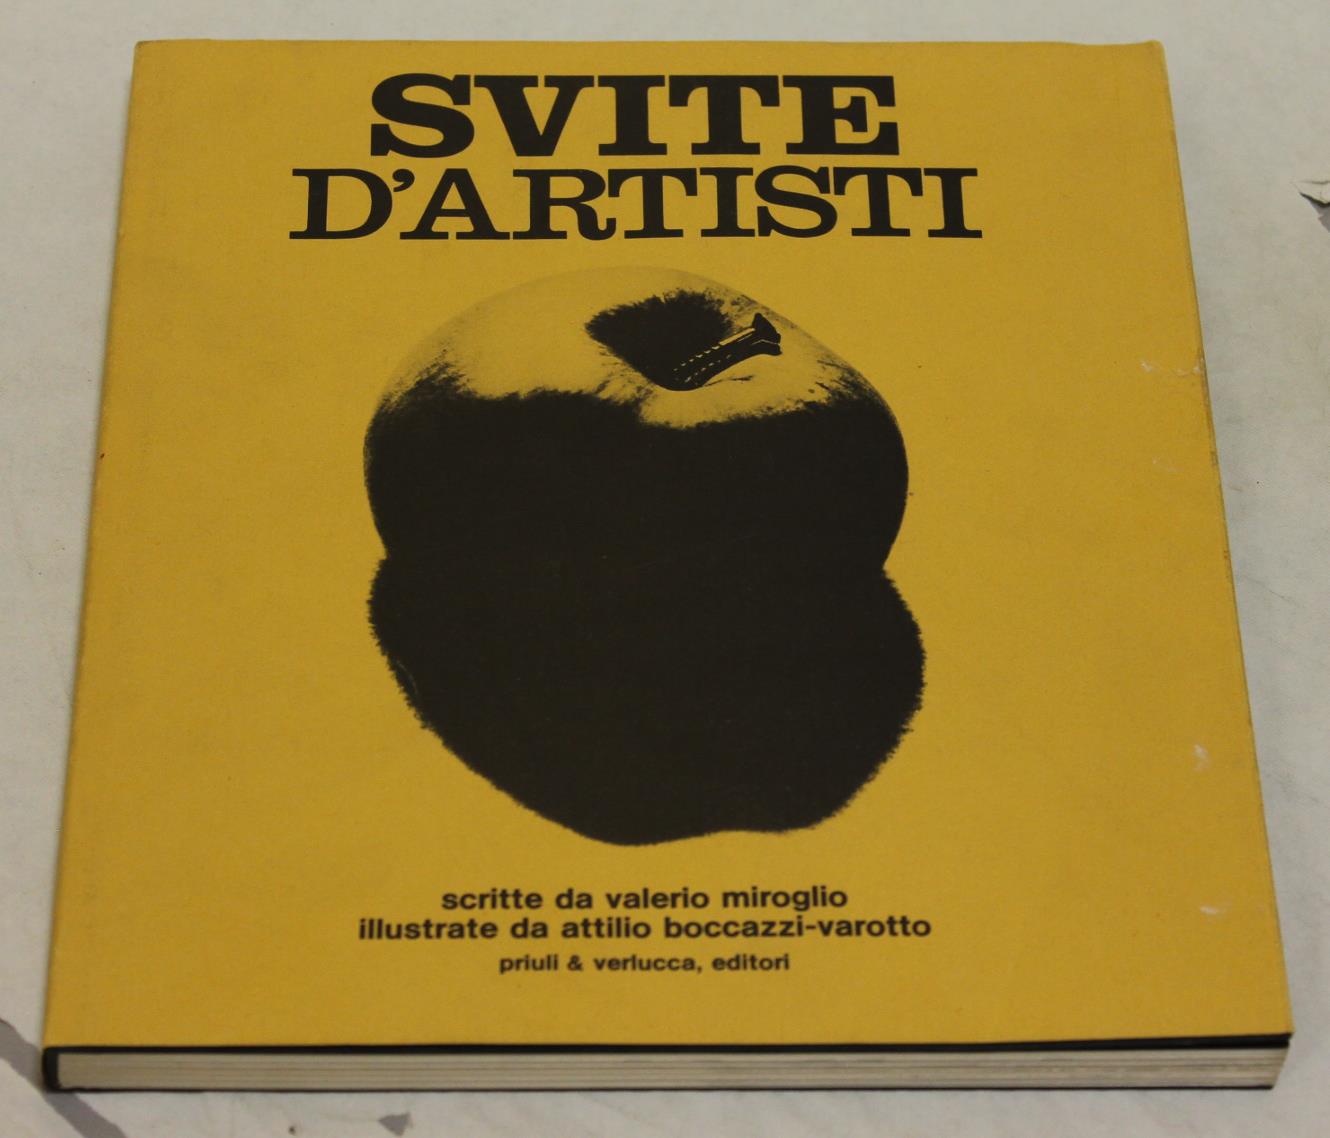 SVITE
D'ARTISTI
scritte da valerio miroglio
illustrate da attilio boccazzi-varotto
priuli & verlucca, editori